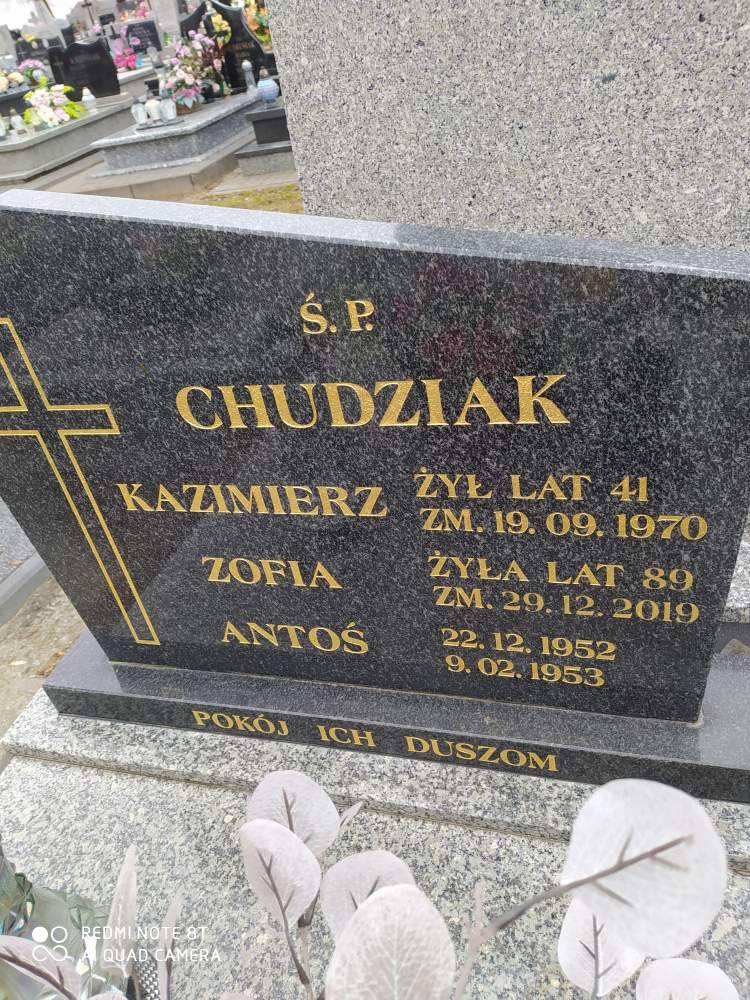 Ś. P.
CHUDZIAK
KAZIMIERZ ŻYŁ LAT 41
ZM. 19. 09. 1970
ZOFIA ŻYŁA LAT 89
ZM. 29. 12. 2019
ANTOŚ 22. 12. 1952
9. 02. 1953
POKÓJ ICH DUSZOM
REDMI NOTE 8T
AI QUAD CAMERA